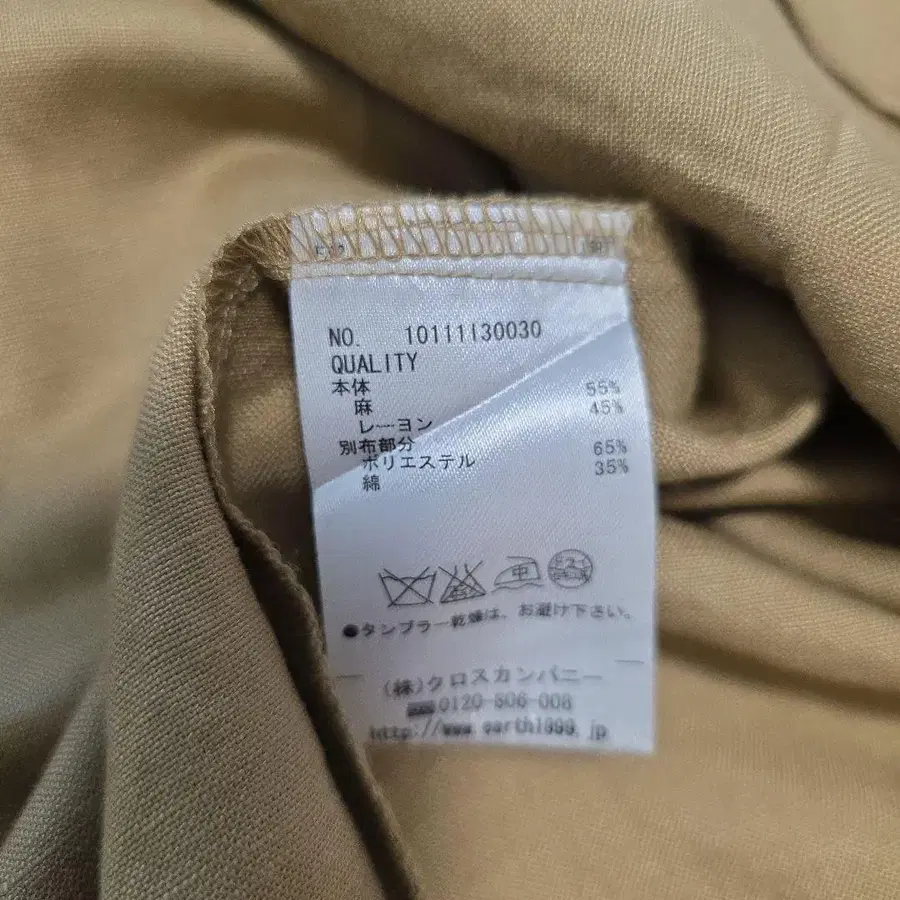 NO. 10111130030
QUALITY
本体 55%
麻 45%
レーヨン
別布部分 65%
ポリエステル 35%
綿
中
●タンブラー乾燥は、お避け下さい。
(株)クロスカンパニー
0120-506-008
http://www.earth1999.jp